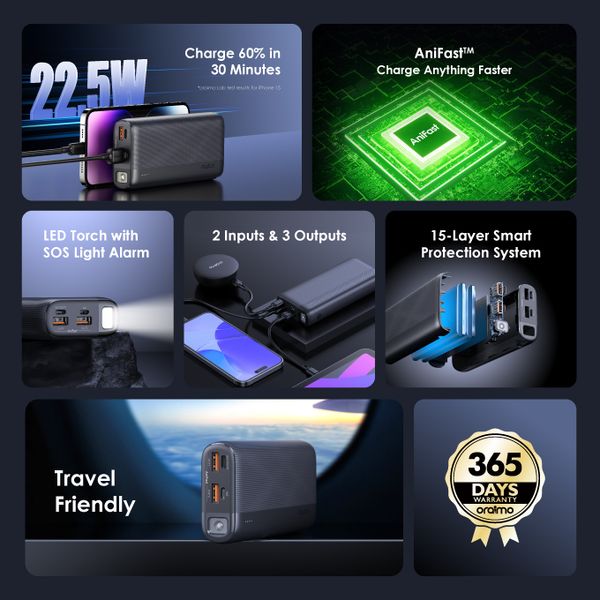 22.5W
Charge 60% in
30 Minutes
AniFast™
Charge Anything Faster
AniFast
LED Torch with
SOS Light Alarm
2 Inputs & 3 Outputs
15-Layer Smart
Protection System
Travel
Friendly
365
DAYS
WARRANTY
oraimo